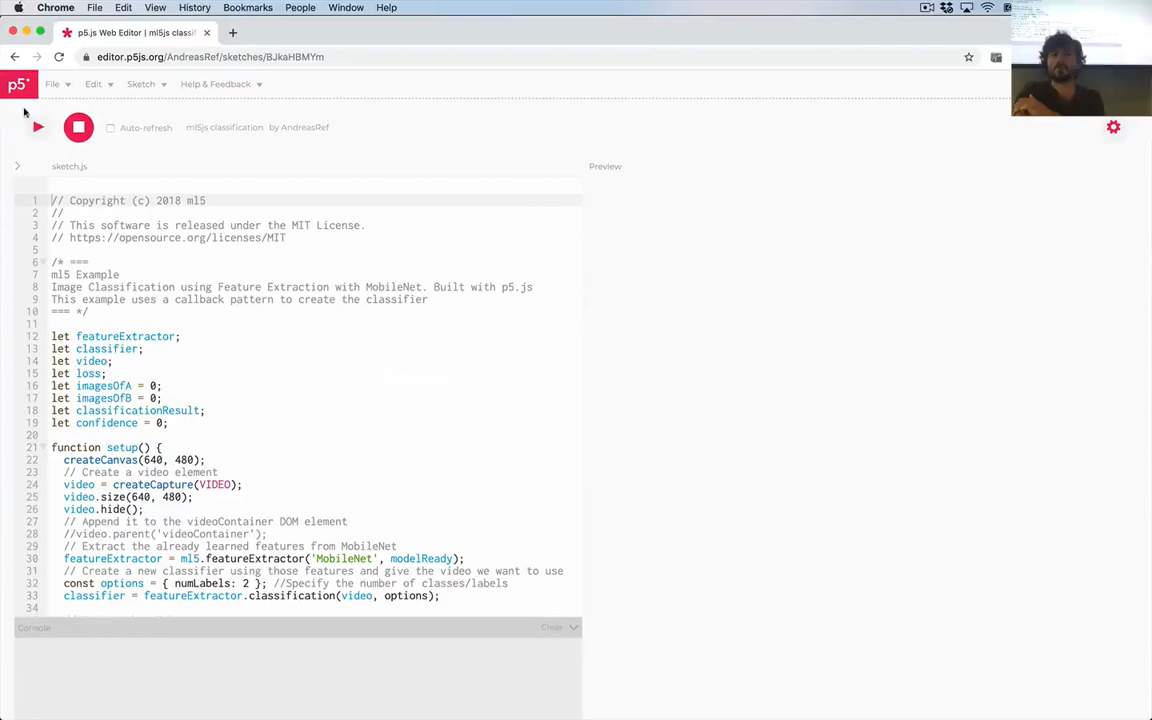 Chrome File Edit View History Bookmarks People Window Help
p5.js Web Editor | ml5js classif
editor.p5js.org/AndreasRef/sketches/BJkaHBMYm
p5* File Edit Sketch Help & Feedback
Auto-refresh ml5js classification by AndreasRef
sketch.js Preview
1 // Copyright (c) 2018 ml5
2 //
3 // This software is released under the MIT License.
4 // https://opensource.org/licenses/MIT
5
6 /* ===
7 ml5 Example
8 Image Classification using Feature Extraction with MobileNet. Built with p5.js
9 This example uses a callback pattern to create the classifier
10 === */
11
12 let featureExtractor;
13 let classifier;
14 let video;
15 let loss;
16 let imagesOfA = 0;
17 let imagesOfB = 0;
18 let classificationResult;
19 let confidence = 0;
20
21 function setup() {
22 createCanvas(640, 480);
23 // Create a video element
24 video = createCapture(VIDEO);
25 video.size(640, 480);
26 video.hide();
27 // Append it to the videoContainer DOM element
28 //video.parent('videoContainer');
29 // Extract the already learned features from MobileNet
30 featureExtractor = ml5.featureExtractor('MobileNet', modelReady);
31 // Create a new classifier using those features and give the video we want to use
32 const options = { numLabels: 2 }; //Specify the number of classes/labels
33 classifier = featureExtractor.classification(video, options);
34
Console Clear